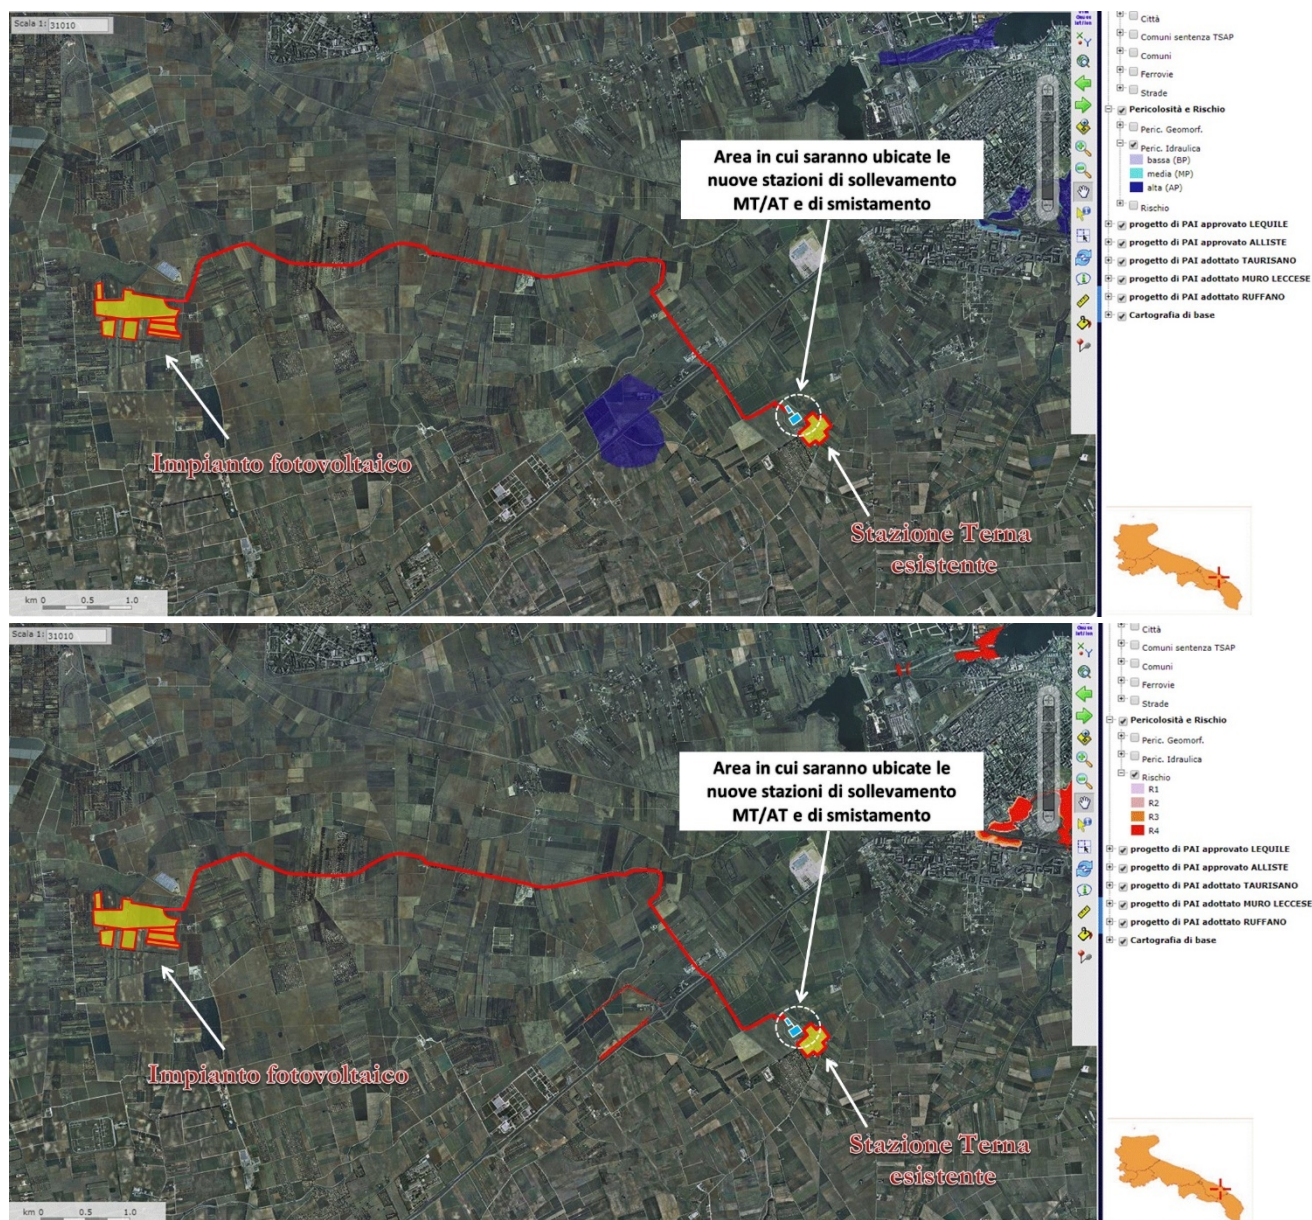 Scala 1: 31010
Area in cui saranno ubicate le
nuove stazioni di sollevamento
MT/AT e di smistamento
Impianto fotovoltaico
Stazione Terna
esistente
km 0 0.5 1.0
Città
Comuni sentenza TSAP
Comuni
Ferrovie
Strade
Pericolosità e Rischio
Peric. Geomorf.
Peric. Idraulica
bassa (BP)
media (MP)
alta (AP)
Rischio
progetto di PAI approvato LEQUILE
progetto di PAI approvato ALLISTE
progetto di PAI adottato TAURISANO
progetto di PAI adottato MURO LECCESE
progetto di PAI adottato RUFFANO
Cartografia di base
Scala 1: 31010
Area in cui saranno ubicate le
nuove stazioni di sollevamento
MT/AT e di smistamento
Impianto fotovoltaico
Stazione Terna
esistente
km 0 0.5 1.0
Città
Comuni sentenza TSAP
Comuni
Ferrovie
Strade
Pericolosità e Rischio
Peric. Geomorf.
Peric. Idraulica
Rischio
R1
R2
R3
R4
progetto di PAI approvato LEQUILE
progetto di PAI approvato ALLISTE
progetto di PAI adottato TAURISANO
progetto di PAI adottato MURO LECCESE
progetto di PAI adottato RUFFANO
Cartografia di base